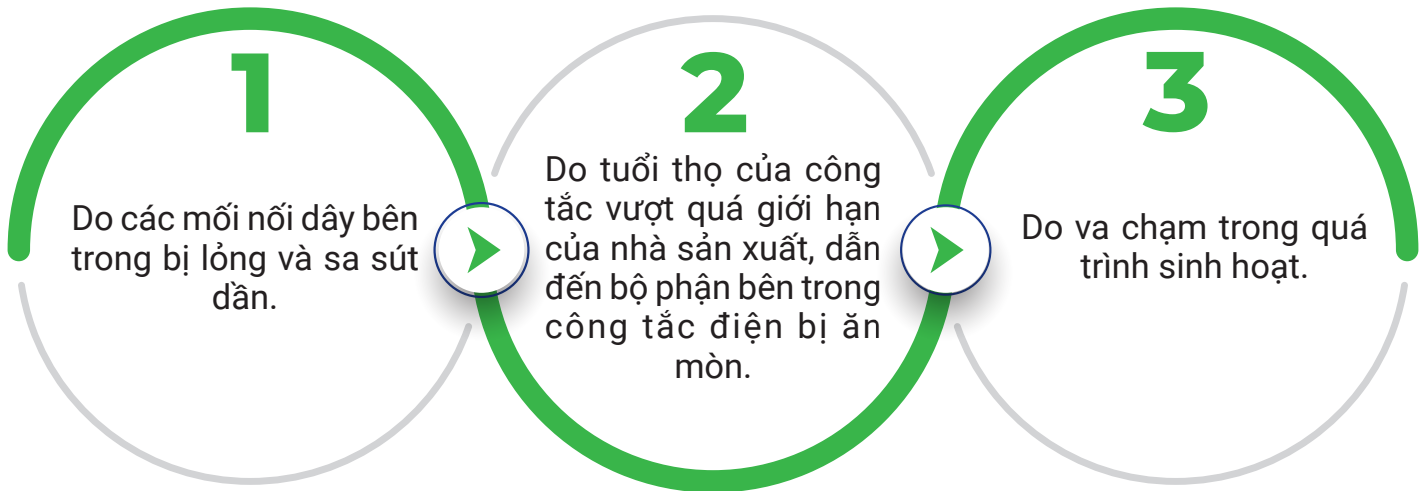 1
Do các mối nối dây bên
trong bị lỏng và sa sút
dần.
2
Do tuổi thọ của công
tắc vượt quá giới hạn
của nhà sản xuất, dẫn
đến bộ phận bên trong
công tắc điện bị ăn
mòn.
3
Do va chạm trong quá
trình sinh hoạt.